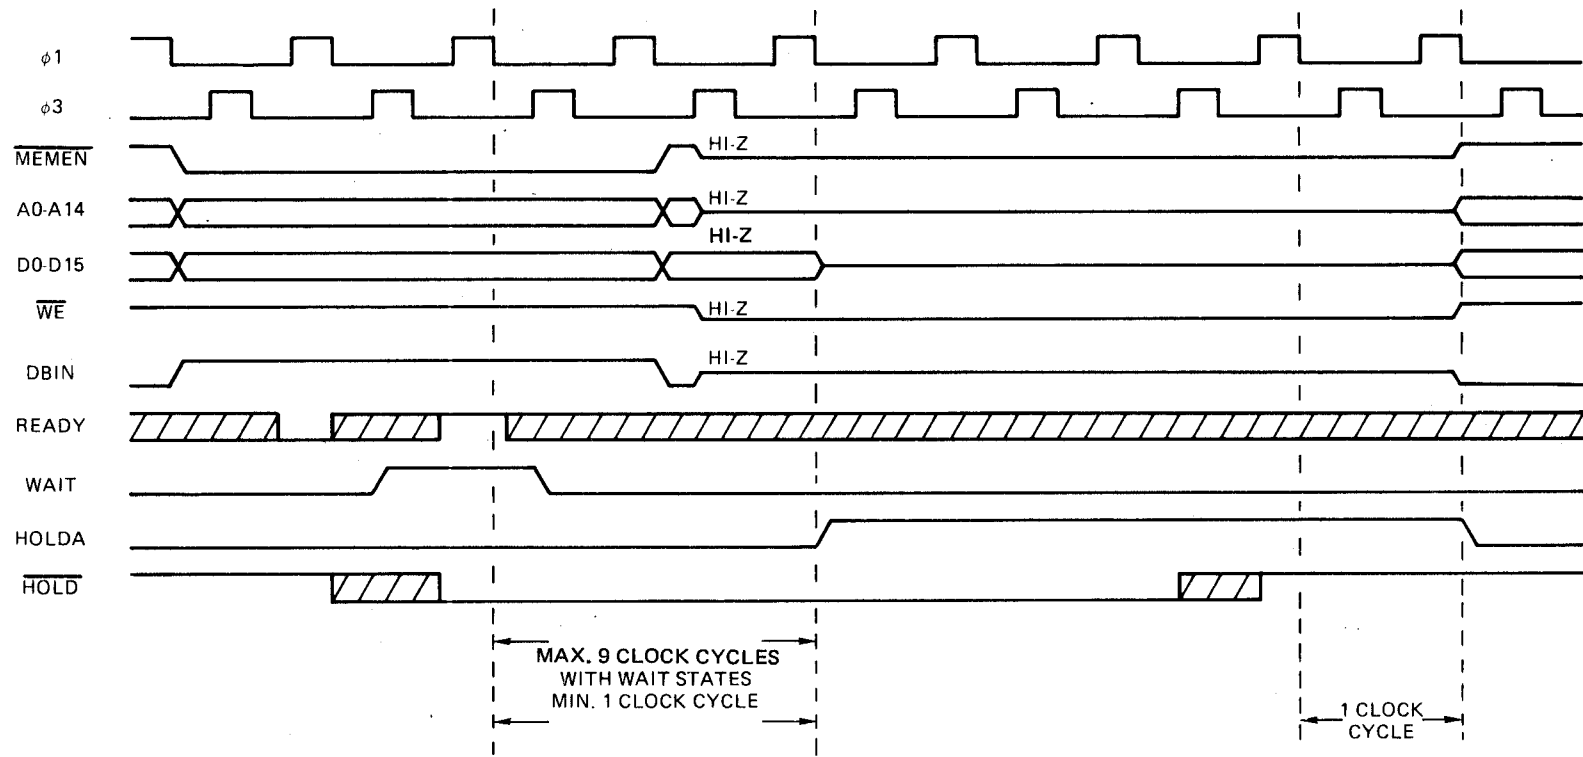 φ1
φ3
MEMEN
HI-Z
A0-A14
HI-Z
HI-Z
D0-D15
WE
HI-Z
DBIN
HI-Z
READY
WAIT
HOLDA
HOLD
MAX. 9 CLOCK CYCLES
WITH WAIT STATES
MIN. 1 CLOCK CYCLE
1 CLOCK
CYCLE